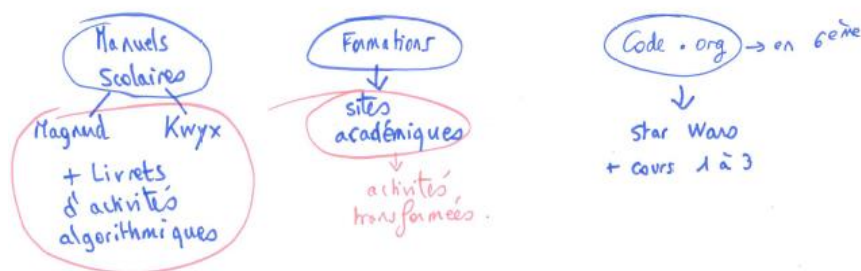 Manuels
Scolaires
Magnard Kwyx
+ Livrets
d'activités
algorithmiques
Formations
sites
académiques
activités
transformées.
Code.org → en 6ème
star Wars
+ cours 1 à 3